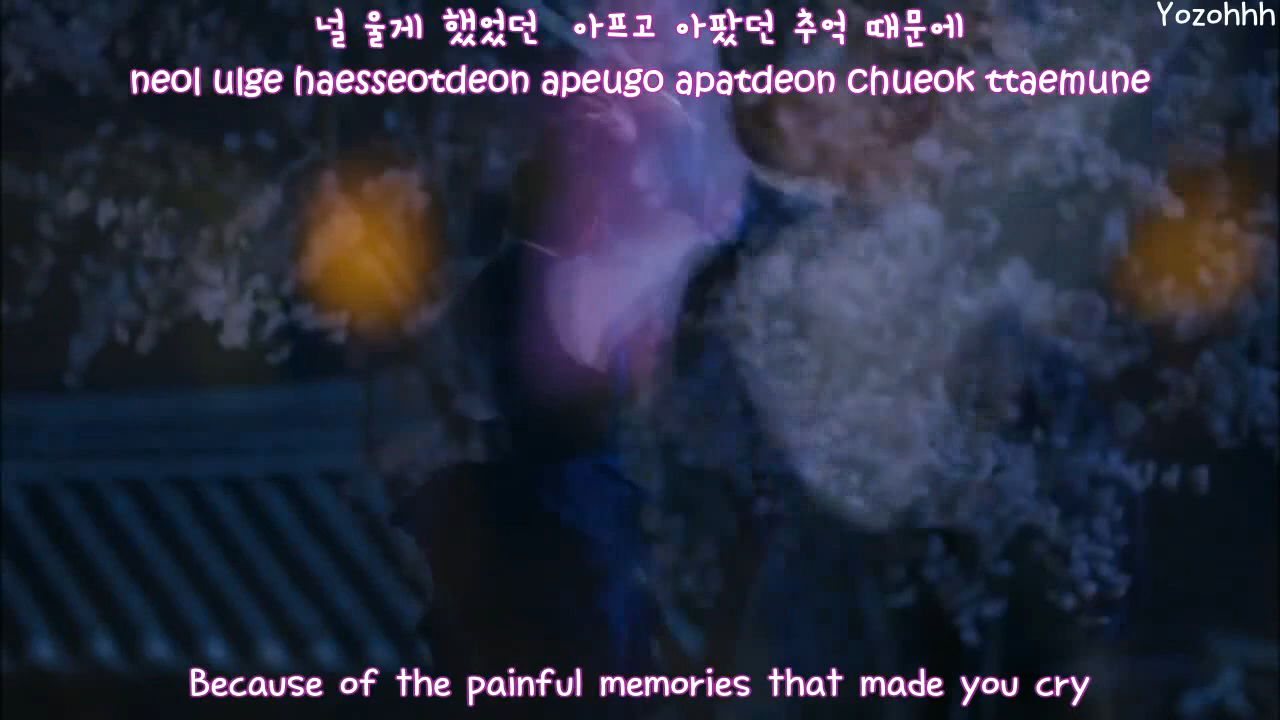 Yozohhh
널 울게 했었던 아프고 아팠던 추억 때문에
neol ulge haesseotdeon apeugo apatdeon chueok ttaemune
Because of the painful memories that made you cry